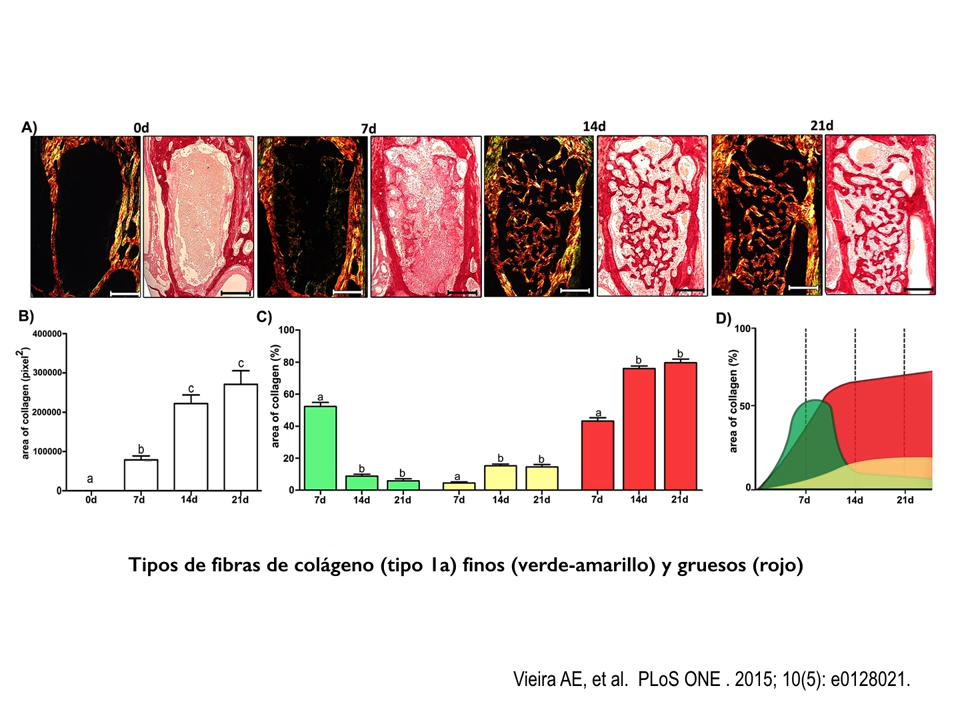 A)
0d
7d
14d
21d
B)
area of collagen (pixel²)
400000
300000
200000
100000
0
a
b
c
c
0d
7d
14d
21d
C)
area of collagen (%)
100
80
60
40
20
0
a
b
b
a
b
b
a
b
b
7d
14d
21d
7d
14d
21d
7d
14d
21d
D)
area of collagen (%)
100
50
0
7d
14d
21d
Tipos de fibras de colágeno (tipo 1a) finos (verde-amarillo) y gruesos (rojo)
Vieira AE, et al. PLoS ONE . 2015; 10(5): e0128021.